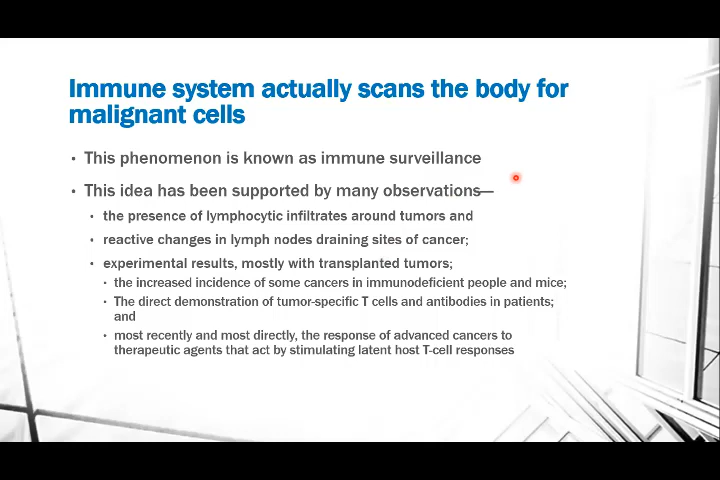 Immune system actually scans the body for
malignant cells
• This phenomenon is known as immune surveillance
• This idea has been supported by many observations—
• the presence of lymphocytic infiltrates around tumors and
• reactive changes in lymph nodes draining sites of cancer;
• experimental results, mostly with transplanted tumors;
• the increased incidence of some cancers in immunodeficient people and mice;
• The direct demonstration of tumor-specific T cells and antibodies in patients;
and
• most recently and most directly, the response of advanced cancers to
therapeutic agents that act by stimulating latent host T-cell responses